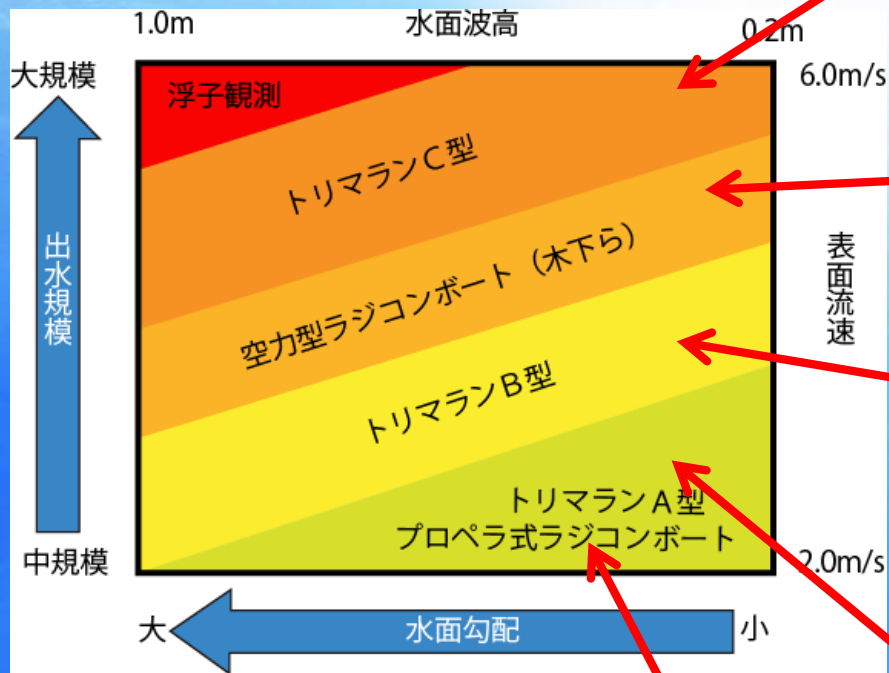 1.0m 水面波高 0.2m
大規模
6.0m/s
浮子観測
トリマランC型
出水規模
表面流速
空力型ラジコンボート（木下ら）
トリマランB型
トリマランA型
プロペラ式ラジコンボート
中規模
2.0m/s
大 水面勾配 小